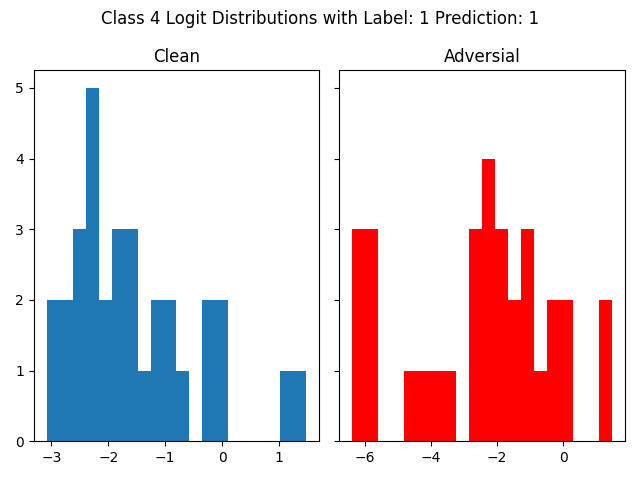 Class 4 Logit Distributions with Label: 1 Prediction: 1
Clean
Adversial
5
4
3
2
1
0
−3 −2 −1 0 1
−6 −4 −2 0